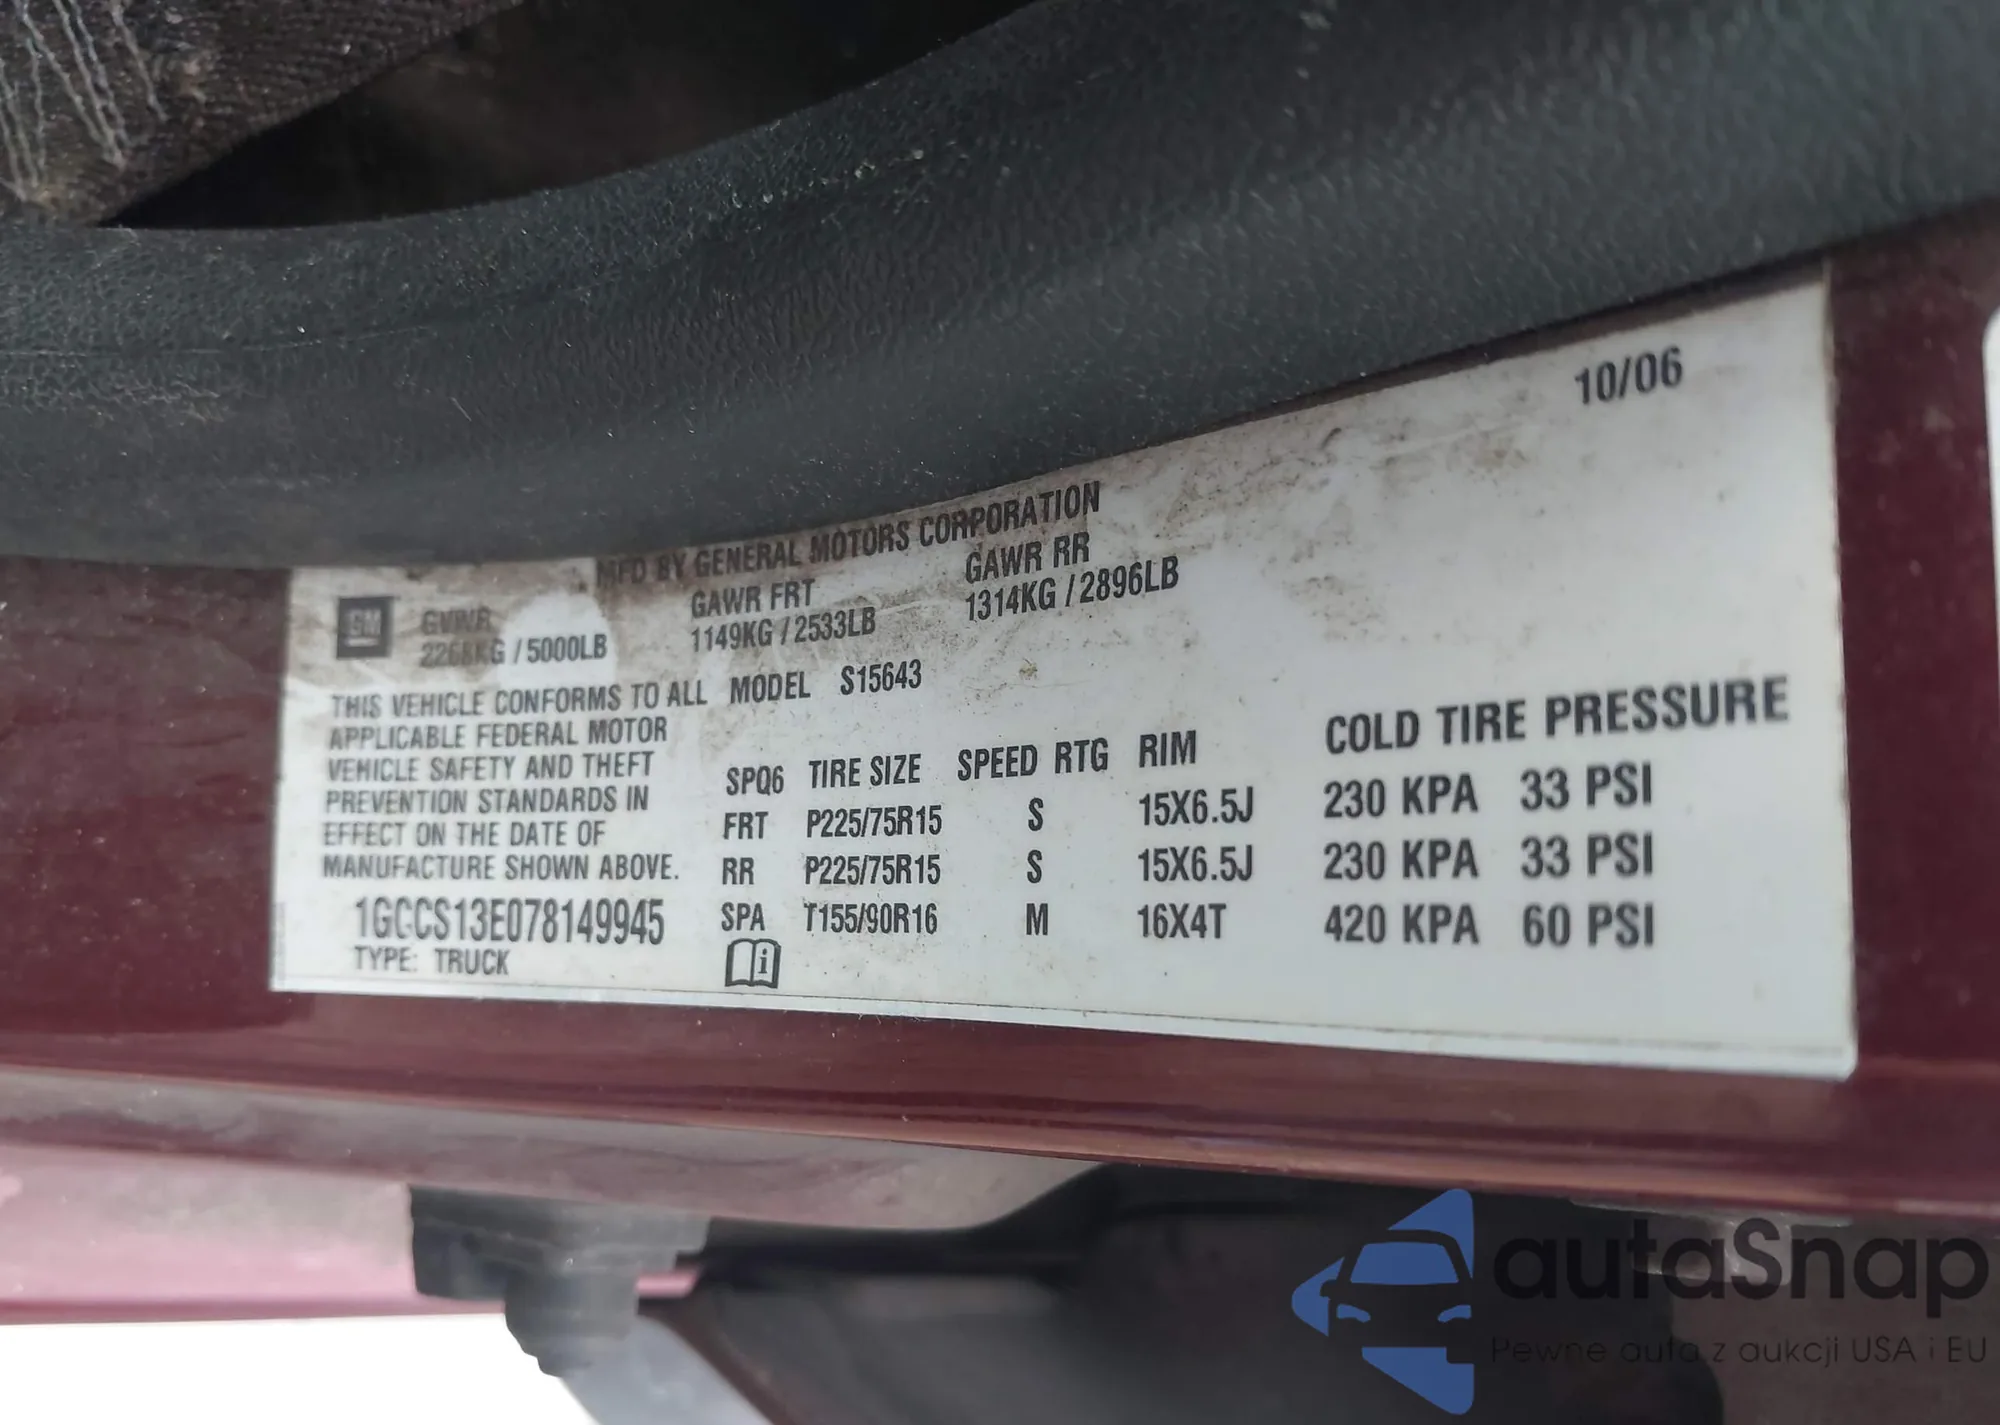 10/06
MFD BY GENERAL MOTORS CORPORATION
GM
GVWR GAWR FRT GAWR RR
2268KG / 5000LB 1149KG / 2533LB 1314KG / 2896LB
THIS VEHICLE CONFORMS TO ALL MODEL S15643
APPLICABLE FEDERAL MOTOR
VEHICLE SAFETY AND THEFT
PREVENTION STANDARDS IN
EFFECT ON THE DATE OF
MANUFACTURE SHOWN ABOVE.
1GCCS13E078149945
TYPE: TRUCK
SPQ6 TIRE SIZE SPEED RTG RIM COLD TIRE PRESSURE
FRT P225/75R15 S 15X6.5J 230 KPA 33 PSI
RR P225/75R15 S 15X6.5J 230 KPA 33 PSI
SPA T155/90R16 M 16X4T 420 KPA 60 PSI
i
autaSnap
Pewne auta z aukcji USA i EU